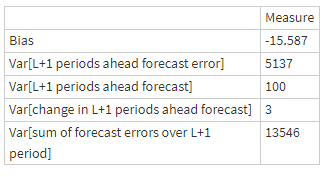 Measure
Bias -15.587
Var[L+1 periods ahead forecast error] 5137
Var[L+1 periods ahead forecast] 100
Var[change in L+1 periods ahead forecast] 3
Var[sum of forecast errors over L+1 13546
period]